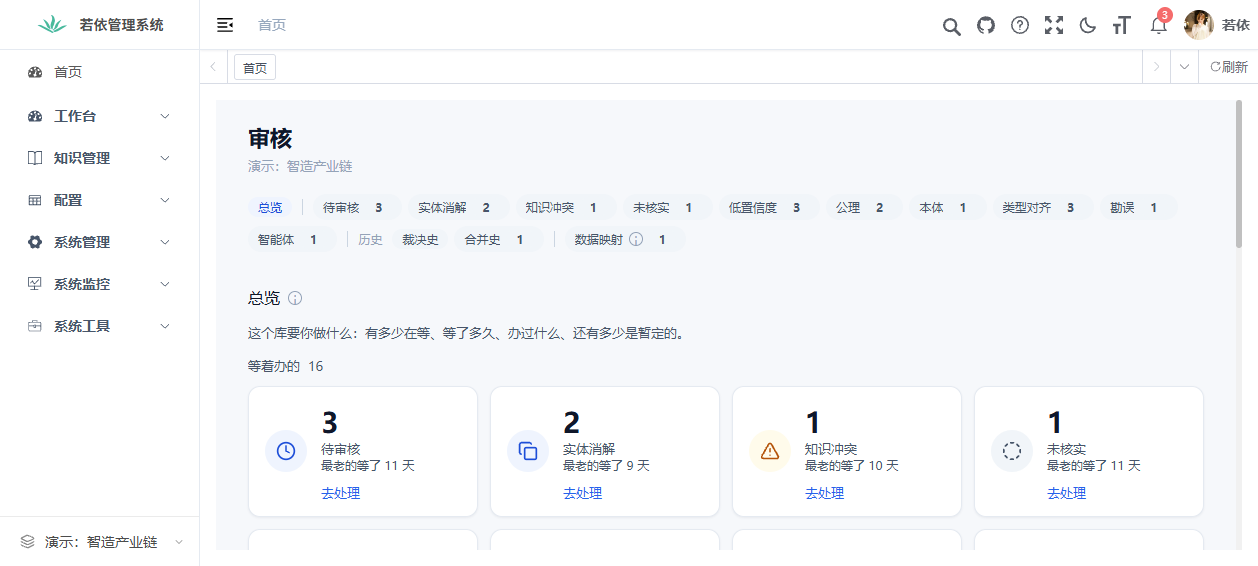 若依管理系统
首页
3
若依
首页
刷新
首页
工作台
知识管理
配置
系统管理
系统监控
系统工具
演示：智造产业链
审核
演示：智造产业链
总览 待审核 3 实体消解 2 知识冲突 1 未核实 1 低置信度 3 公理 2 本体 1 类型对齐 3 勘误 1
智能体 1 历史 裁决史 合并史 1 数据映射 1
总览
这个库要你做什么：有多少在等、等了多久、办过什么、还有多少是暂定的。
等着办的 16
3
待审核
最老的等了 11 天
去处理
2
实体消解
最老的等了 9 天
去处理
1
知识冲突
最老的等了 10 天
去处理
1
未核实
最老的等了 11 天
去处理